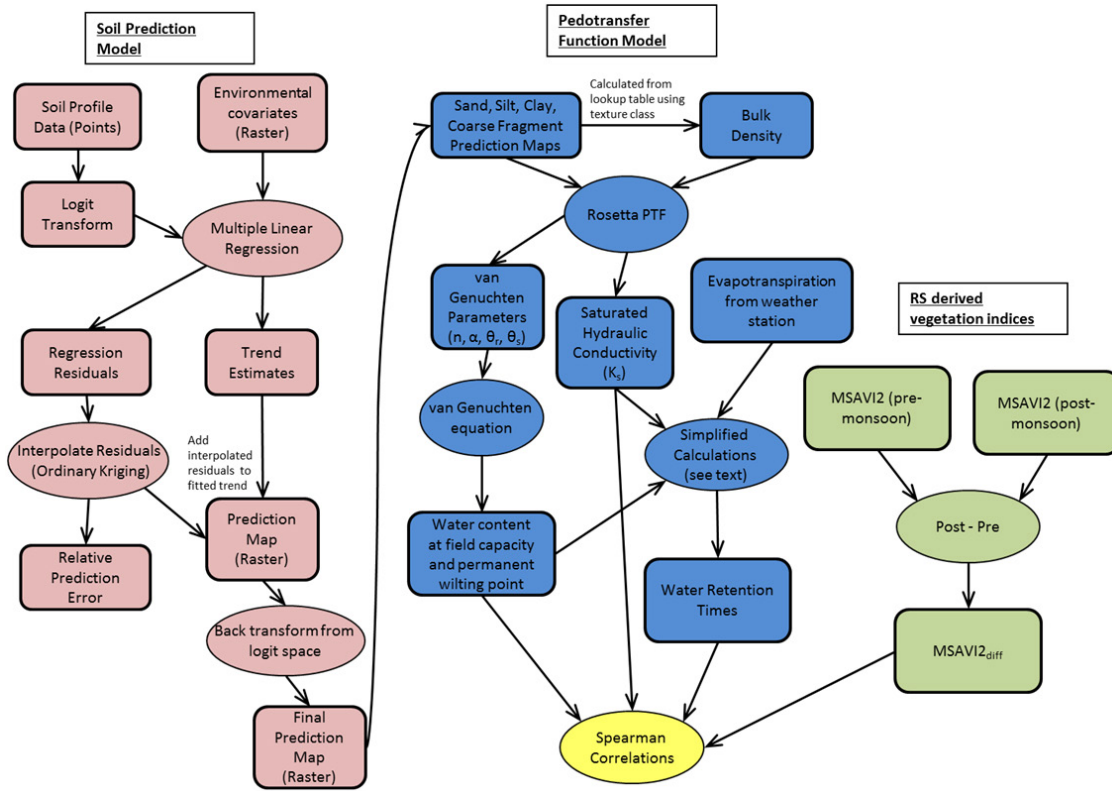 Soil Prediction
Model
Soil Profile
Data (Points)
Environmental
covariates
(Raster)
Logit
Transform
Multiple Linear
Regression
Regression
Residuals
Trend
Estimates
Interpolate Residuals
(Ordinary Kriging)
Add
interpolated
residuals to
fitted trend
Relative
Prediction
Error
Prediction
Map
(Raster)
Back transform from
logit space
Final
Prediction
Map
(Raster)
Pedotransfer
Function Model
Sand, Silt, Clay,
Coarse Fragment
Prediction Maps
Calculated from
lookup table using
texture class
Bulk
Density
Rosetta PTF
van
Genuchten
Parameters
(n, α, θᵣ, θₛ)
Saturated
Hydraulic
Conductivity
(Kₛ)
Evapotranspiration
from weather
station
van Genuchten
equation
Simplified
Calculations
(see text)
Water content
at field capacity
and permanent
wilting point
Water Retention
Times
Spearman
Correlations
RS derived
vegetation indices
MSAVI2 (pre-
monsoon)
MSAVI2 (post-
monsoon)
Post - Pre
MSAVI2diff